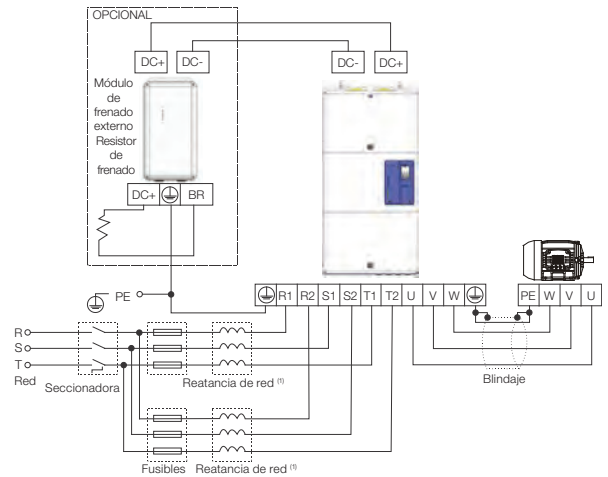 OPCIONAL
DC+ DC-
DC- DC+
Módulo
de
frenado
externo
Resistor
de
frenado
DC+ BR
PE
R1 R2 S1 S2 T1 T2 U V W
PE W V U
R
S
T
Red
Seccionadora
Reatancia de red (1)
Blindaje
Fusibles
Reatancia de red (1)